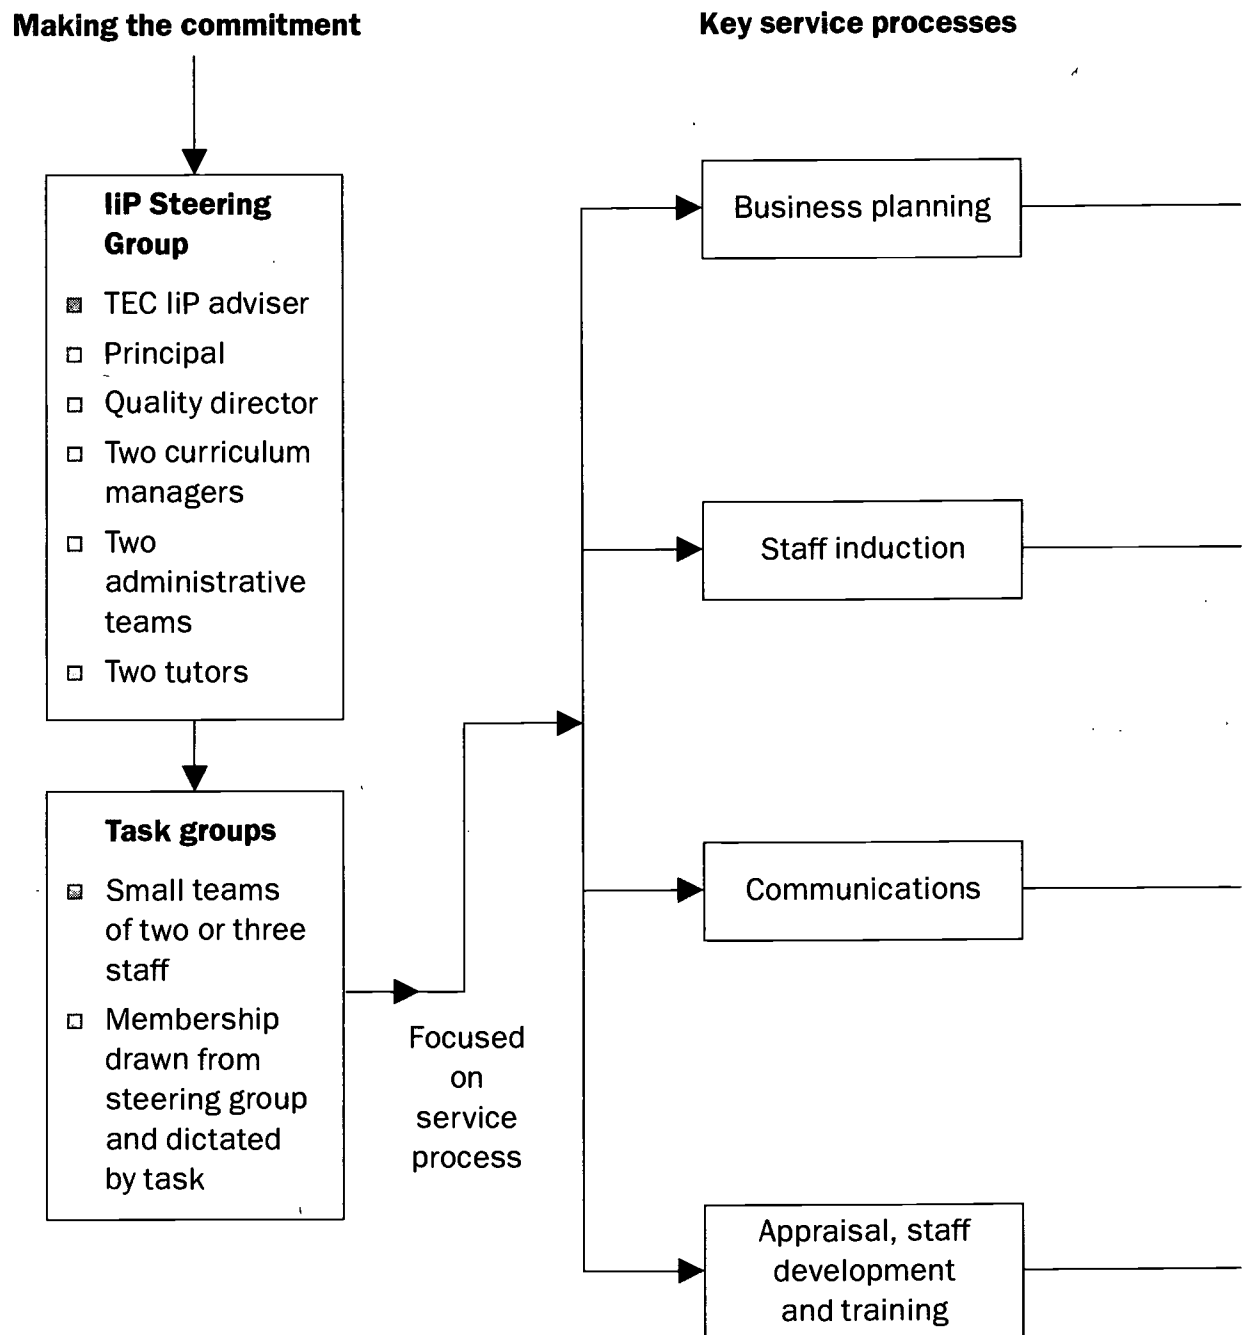 Making the commitment
Key service processes
IiP Steering
Group
TEC IiP adviser
Principal
Quality director
Two curriculum
managers
Two
administrative
teams
Two tutors
Task groups
Small teams
of two or three
staff
Membership
drawn from
steering group
and dictated
by task
Focused
on
service
process
Business planning
Staff induction
Communications
Appraisal, staff
development
and training